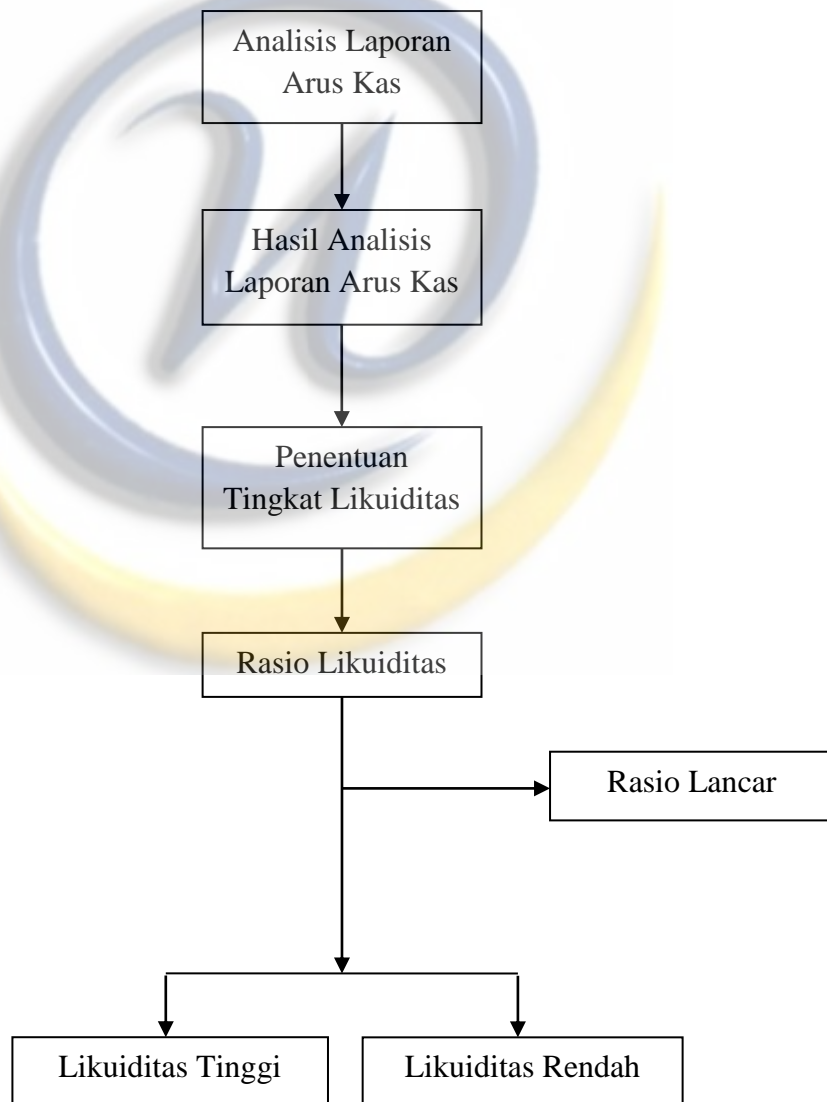 Analisis Laporan
Arus Kas
Hasil Analisis
Laporan Arus Kas
Penentuan
Tingkat Likuiditas
Rasio Likuiditas
Rasio Lancar
Likuiditas Tinggi
Likuiditas Rendah